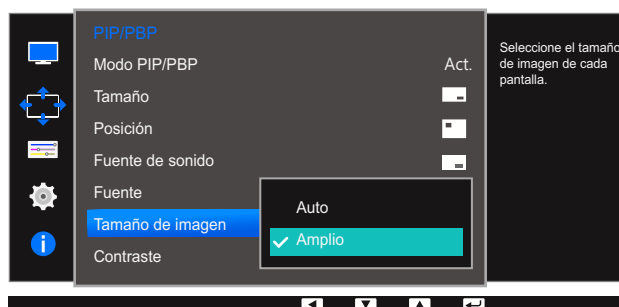 PIP/PBP
Modo PIP/PBP Act.
Tamaño
Posición
Fuente de sonido
Fuente
Tamaño de imagen
Contraste
Auto
Amplio
Seleccione el tamaño
de imagen de cada
pantalla.